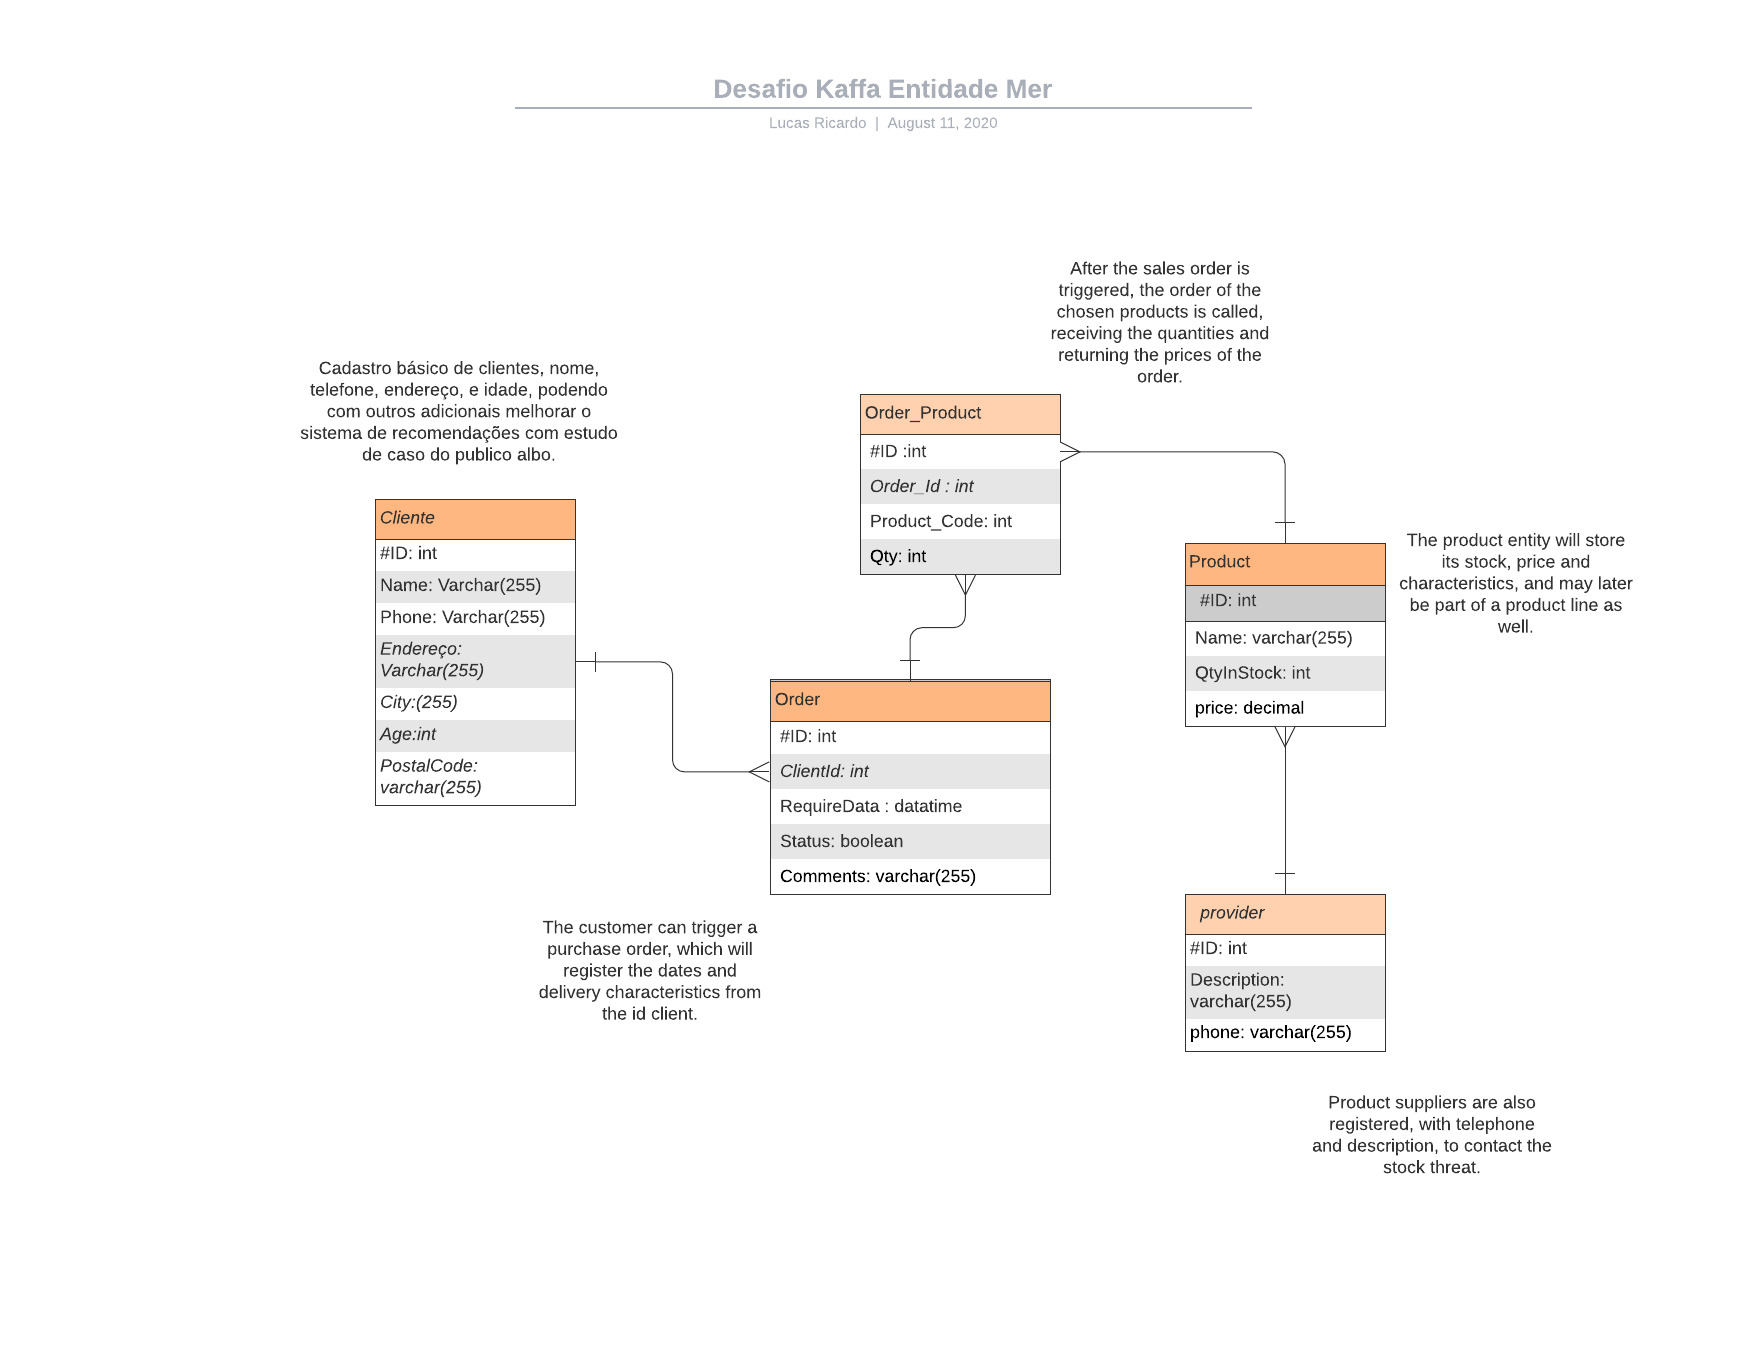 Desafio Kaffa Entidade Mer
Lucas Ricardo | August 11, 2020
After the sales order is
triggered, the order of the
chosen products is called,
receiving the quantities and
returning the prices of the
order.
Cadastro básico de clientes, nome,
telefone, endereço, e idade, podendo
com outros adicionais melhorar o
sistema de recomendações com estudo
de caso do publico albo.
Order_Product
#ID :int
Order_Id : int
Product_Code: int
Qty: int
Cliente
#ID: int
Name: Varchar(255)
Phone: Varchar(255)
Endereço:
Varchar(255)
City:(255)
Age:int
PostalCode:
varchar(255)
Product
#ID: int
Name: varchar(255)
QtyInStock: int
price: decimal
The product entity will store
its stock, price and
characteristics, and may later
be part of a product line as
well.
Order
#ID: int
ClientId: int
RequireData : datatime
Status: boolean
Comments: varchar(255)
The customer can trigger a
purchase order, which will
register the dates and
delivery characteristics from
the id client.
provider
#ID: int
Description:
varchar(255)
phone: varchar(255)
Product suppliers are also
registered, with telephone
and description, to contact the
stock threat.